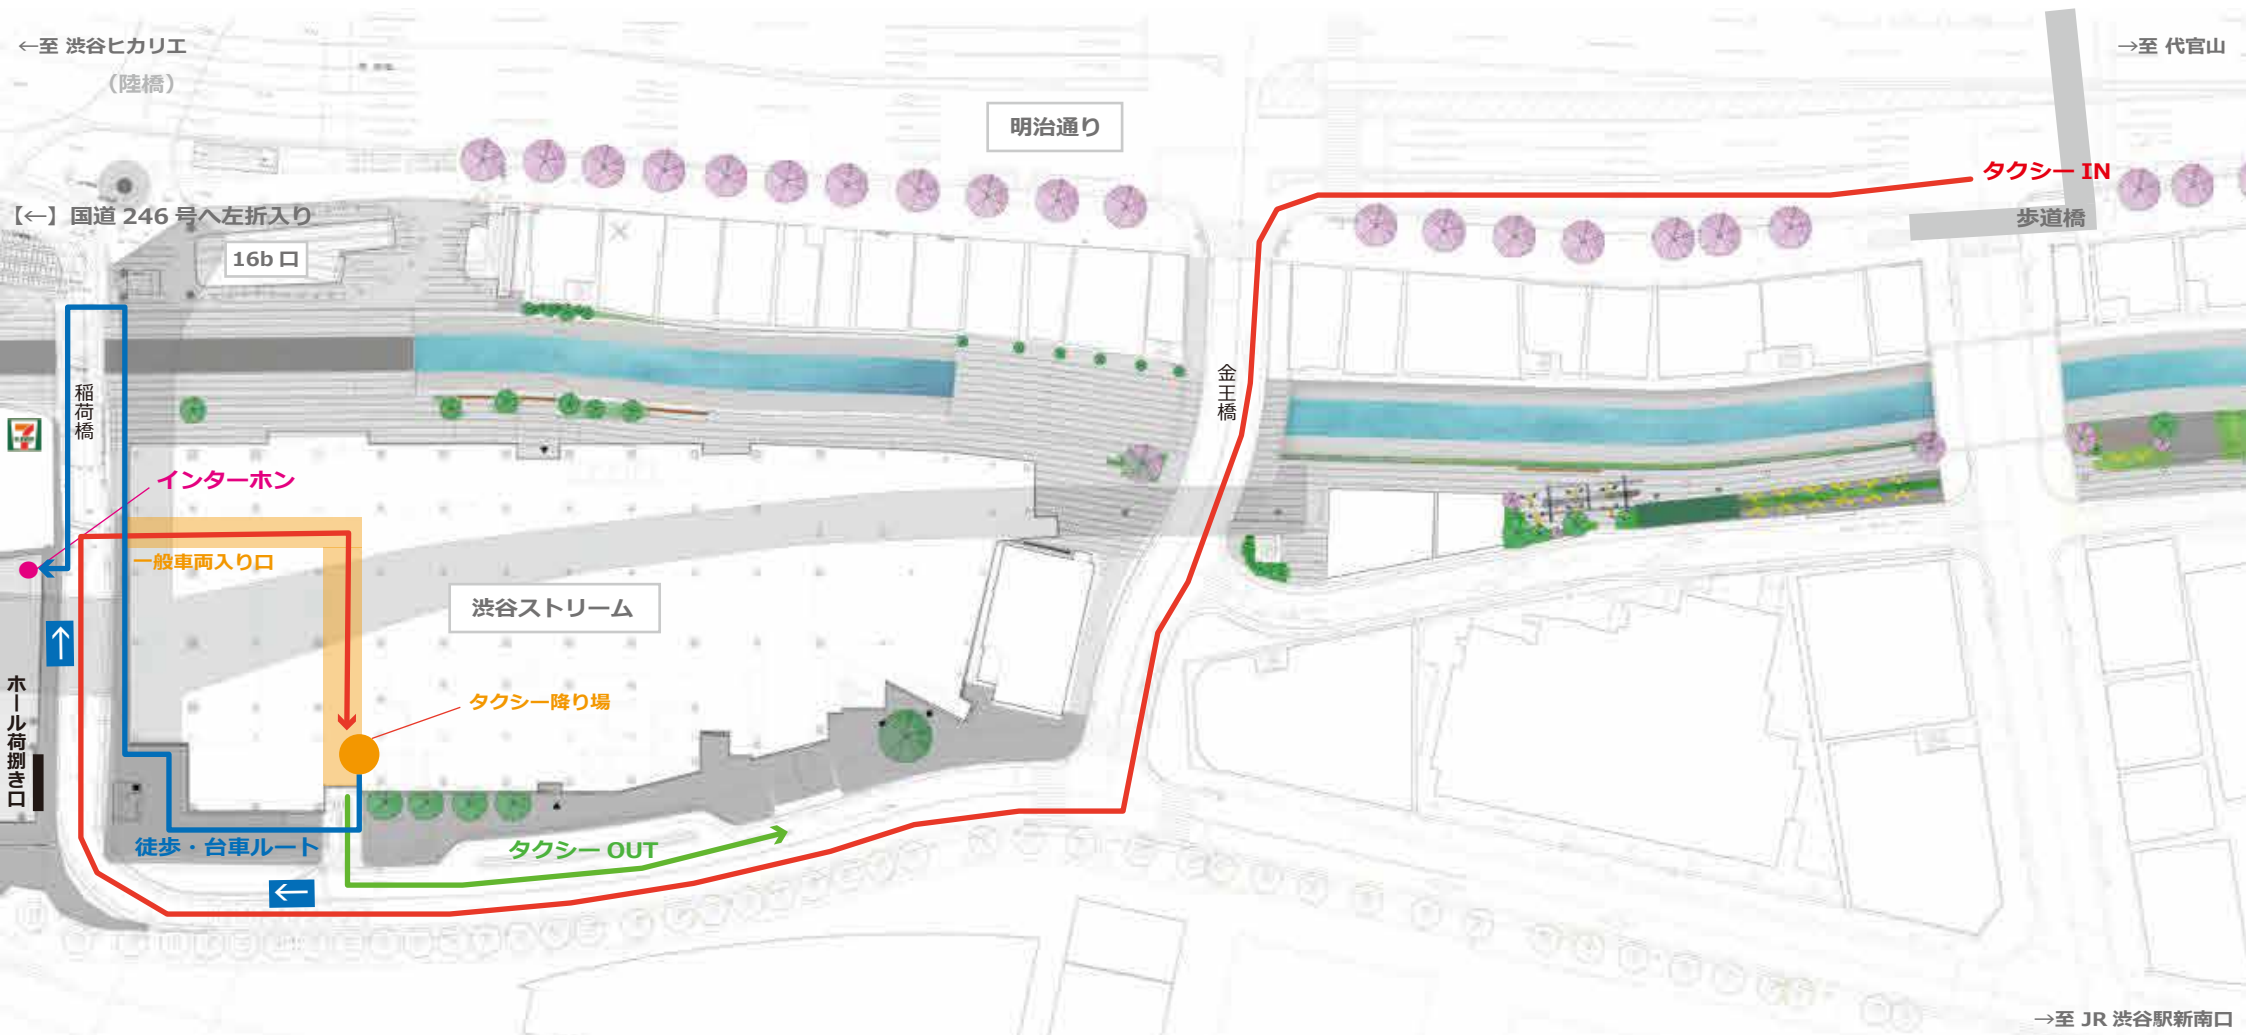 ←至 渋谷ヒカリエ
（陸橋）
→至 代官山
明治通り
タクシー IN
歩道橋
【←】国道 246 号へ左折入り
16b 口
稲荷橋
金王橋
インターホン
一般車両入り口
渋谷ストリーム
タクシー降り場
ホール荷捌き口
徒歩・台車ルート
タクシー OUT
→至 JR 渋谷駅新南口